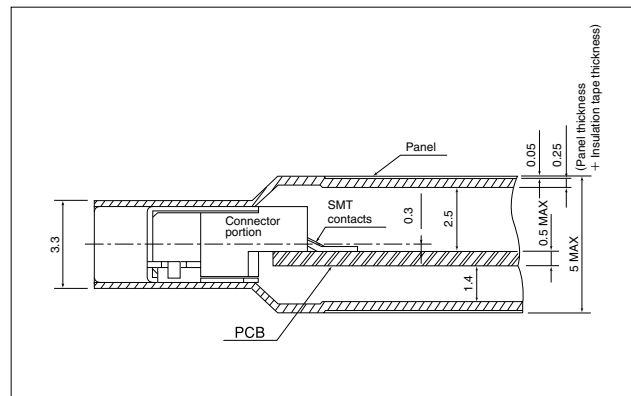 (Panel thickness
+ Insulation tape thickness)
0.05
0.25
Panel
SMT
contacts
Connector
portion
0.3
2.5
0.5 MAX
5 MAX
3.3
1.4
PCB